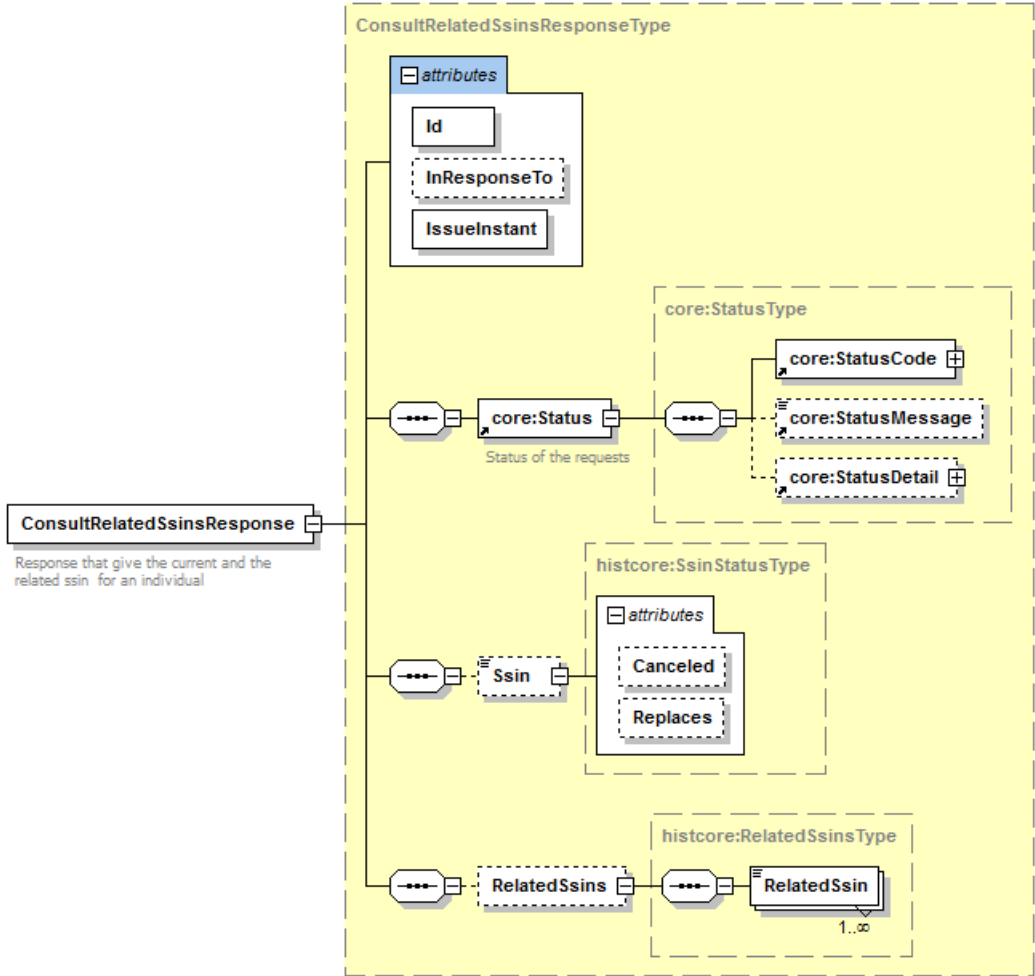 ConsultRelatedSsinsResponseType
attributes
Id
InResponseTo
IssueInstant
core:StatusType
core:StatusCode
core:Status
core:StatusMessage
Status of the requests
core:StatusDetail
ConsultRelatedSsinsResponse
Response that give the current and the
related ssin for an individual
histcore:SsinStatusType
attributes
Ssin
Canceled
Replaces
histcore:RelatedSsinsType
RelatedSsins
RelatedSsin
1..∞